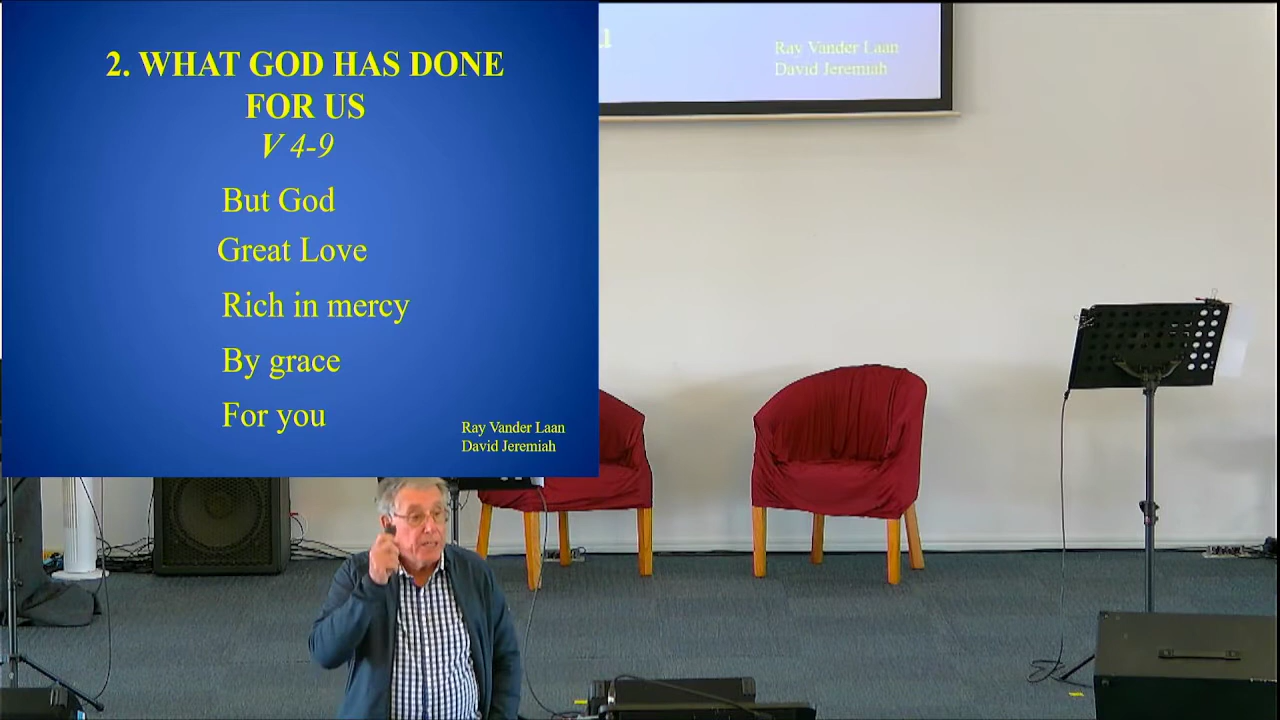 2. WHAT GOD HAS DONE
FOR US
V 4-9
But God
Great Love
Rich in mercy
By grace
For you
Ray Vander Laan
David Jeremiah
Ray Vander Laan
David Jeremiah